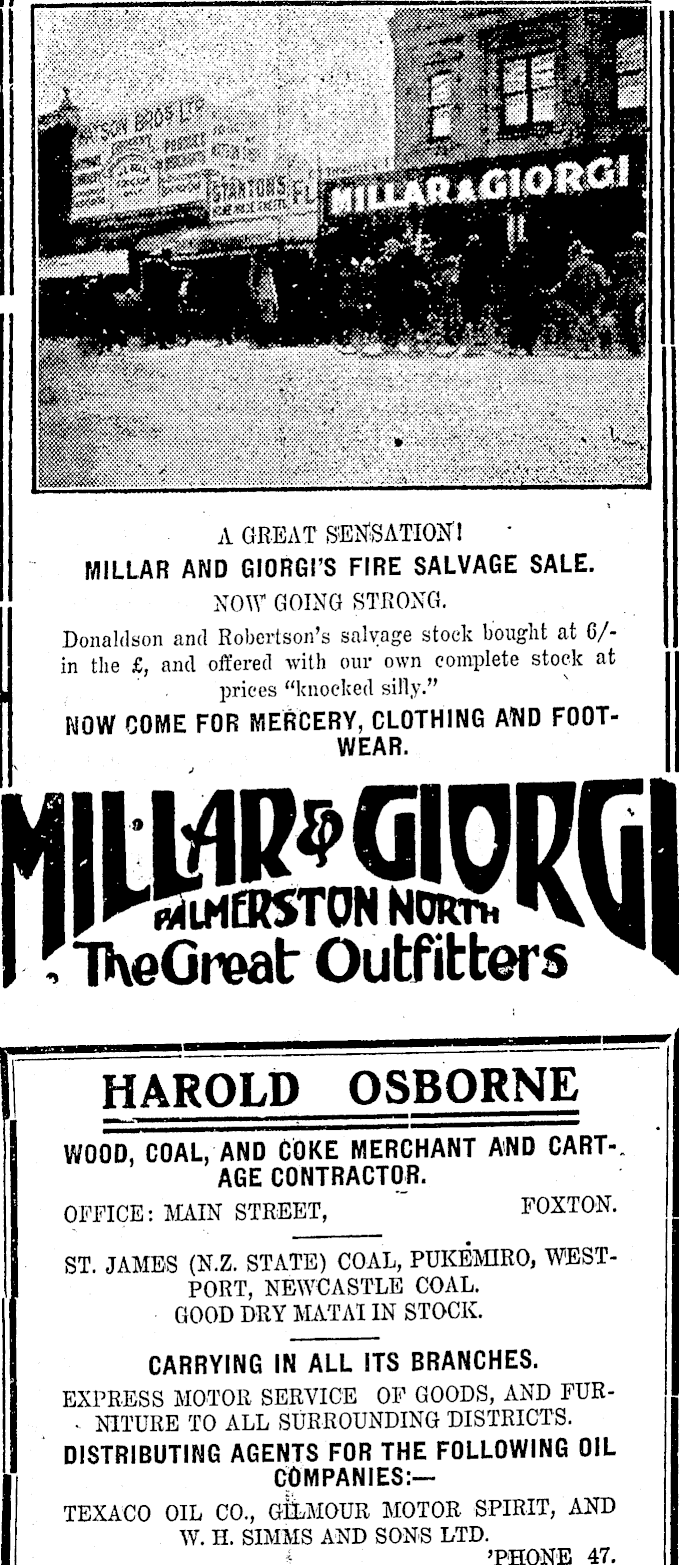 BROS LTD
STANTONS
FL
MILLAR & GIORGI
A GREAT SENSATION!
MILLAR AND GIORGI'S FIRE SALVAGE SALE.
NOW GOING STRONG.
Donaldson and Robertson's salvage stock bought at 6/-
in the £, and offered with our own complete stock at
prices "knocked silly."
NOW COME FOR MERCERY, CLOTHING AND FOOT-
WEAR.
MILLAR & GIORGI
PALMERSTON NORTH
The Great Outfitters
HAROLD OSBORNE
WOOD, COAL, AND COKE MERCHANT AND CART-
AGE CONTRACTOR.
OFFICE: MAIN STREET, FOXTON.
ST. JAMES (N.Z. STATE) COAL, PUKEMIRO, WEST-
PORT, NEWCASTLE COAL.
GOOD DRY MATAI IN STOCK.
CARRYING IN ALL ITS BRANCHES.
EXPRESS MOTOR SERVICE OF GOODS, AND FUR-
NITURE TO ALL SURROUNDING DISTRICTS.
DISTRIBUTING AGENTS FOR THE FOLLOWING OIL
COMPANIES:—
TEXACO OIL CO., GILMOUR MOTOR SPIRIT, AND
W. H. SIMMS AND SONS LTD.
'PHONE 47.